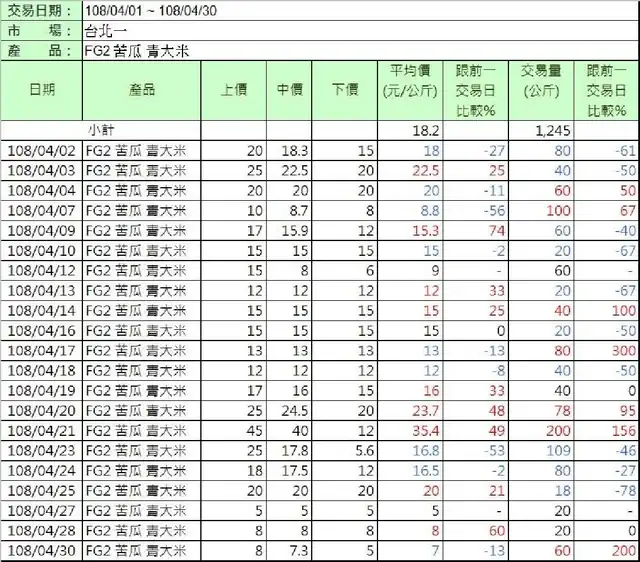 交易日期： 108/04/01 ~ 108/04/30
市 場： 台北一
產 品： FG2 苦瓜 青大米
日期 產品 上價 中價 下價 平均價 (元/公斤) 跟前一交易日比較% 交易量 (公斤) 跟前一交易日比較%
小計 18.2 1,245
108/04/02 FG2 苦瓜 青大米 20 18.3 15 18 -27 80 -61
108/04/03 FG2 苦瓜 青大米 25 22.5 20 22.5 25 40 -50
108/04/04 FG2 苦瓜 青大米 20 20 20 20 -11 60 50
108/04/07 FG2 苦瓜 青大米 10 8.7 8 8.8 -56 100 67
108/04/09 FG2 苦瓜 青大米 17 15.9 12 15.3 74 60 -40
108/04/10 FG2 苦瓜 青大米 15 15 15 15 -2 20 -67
108/04/12 FG2 苦瓜 青大米 15 8 6 9 - 60 -
108/04/13 FG2 苦瓜 青大米 12 12 12 12 33 20 -67
108/04/14 FG2 苦瓜 青大米 15 15 15 15 25 40 100
108/04/16 FG2 苦瓜 青大米 15 15 15 15 0 20 -50
108/04/17 FG2 苦瓜 青大米 13 13 13 13 -13 80 300
108/04/18 FG2 苦瓜 青大米 12 12 12 12 -8 40 -50
108/04/19 FG2 苦瓜 青大米 17 16 15 16 33 40 0
108/04/20 FG2 苦瓜 青大米 25 24.5 20 23.7 48 78 95
108/04/21 FG2 苦瓜 青大米 45 40 12 35.4 49 200 156
108/04/23 FG2 苦瓜 青大米 25 17.8 5.6 16.8 -53 109 -46
108/04/24 FG2 苦瓜 青大米 18 17.5 12 16.5 -2 80 -27
108/04/25 FG2 苦瓜 青大米 20 20 20 20 21 18 -78
108/04/27 FG2 苦瓜 青大米 5 5 5 5 - 20 -
108/04/28 FG2 苦瓜 青大米 8 8 8 8 60 20 0
108/04/30 FG2 苦瓜 青大米 8 7.3 5 7 -13 60 200